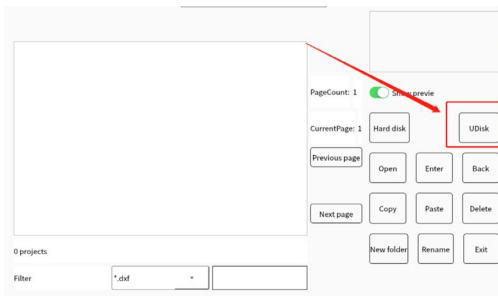 PageCount: 1
Show previe
CurrentPage: 1
Hard disk
UDisk
Previous page
Open
Enter
Back
Next page
Copy
Paste
Delete
0 projects
New folder
Rename
Exit
Filter
*.dxf